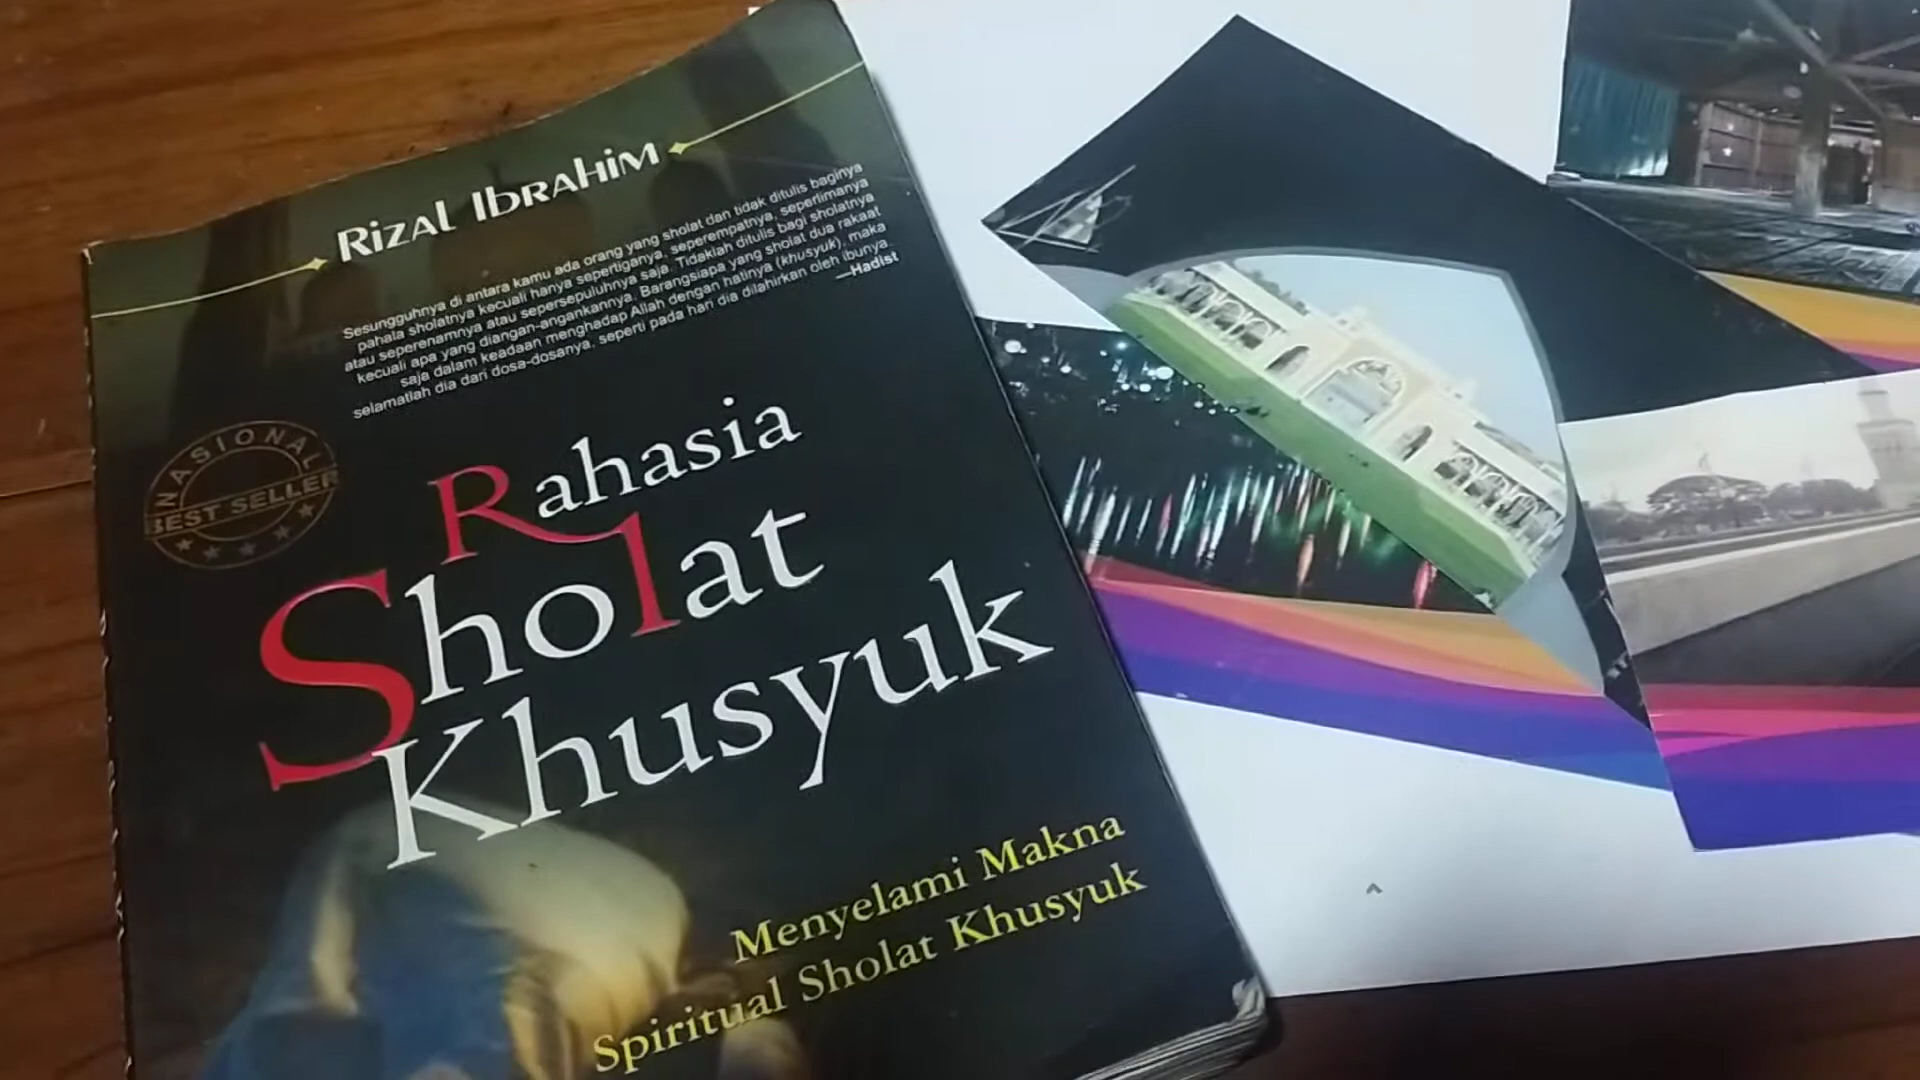 Rizal Ibrahim
Sesungguhnya di antara kamu ada orang yang sholat dan tidak ditulis baginya
pahala sholatnya kecuali hanya sepertiganya, seperempatnya, seperlimanya
atau seperenamnya atau sepersepuluhnya saja. Tidaklah ditulis bagi sholatnya
kecuali apa yang diangan-angankannya. Barangsiapa yang sholat dua rakaat
saja dalam keadaan menghadap Allah dengan hatinya (khusyuk), maka
selamatlah dia dari dosa-dosanya, seperti pada hari dia dilahirkan oleh ibunya.
—Hadist
NASIONAL
BEST SELLER
Rahasia
Sholat
Khusyuk
Menyelami Makna
Spiritual Sholat Khusyuk